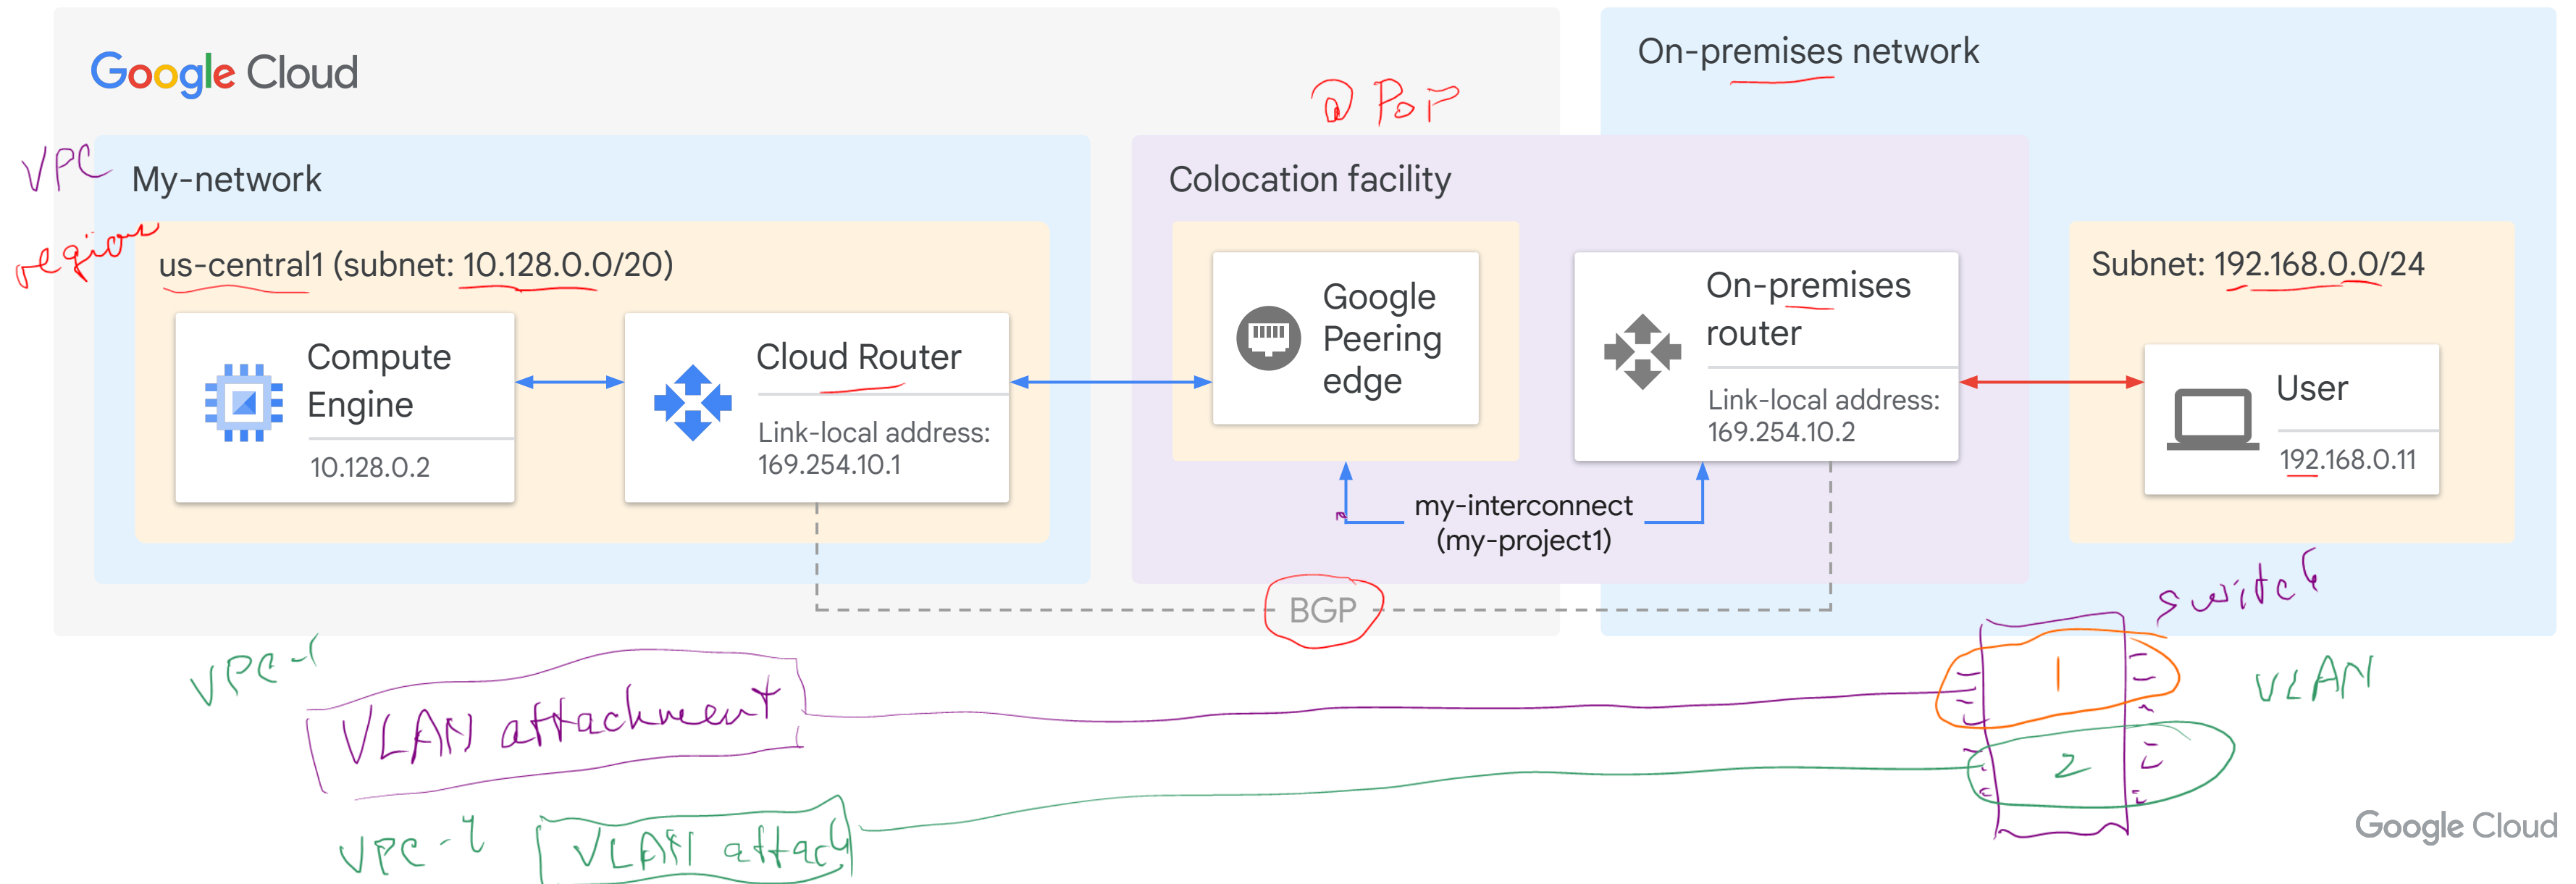 Google Cloud
On-premises network
@ PoP
VPC
My-network
Colocation facility
region
us-central1 (subnet: 10.128.0.0/20)
Subnet: 192.168.0.0/24
Compute
Engine
10.128.0.2
Cloud Router
Link-local address:
169.254.10.1
Google
Peering
edge
On-premises
router
Link-local address:
169.254.10.2
User
192.168.0.11
my-interconnect
(my-project1)
BGP
switch
VPC-1
VLAN attachment
1
VLAN
2
VPC-2
VLAN attach
Google Cloud